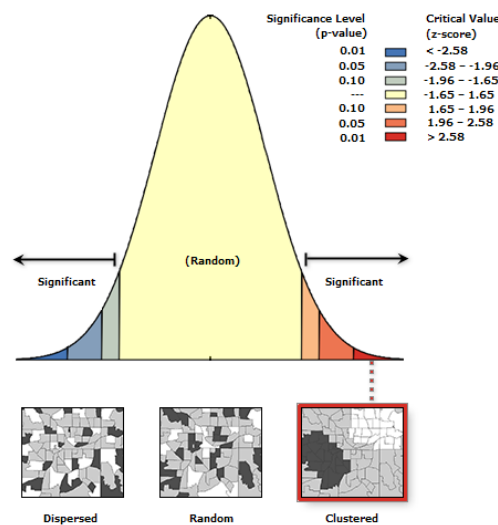 Significance Level Critical Value
(p-value) (z-score)
0.01 < -2.58
0.05 -2.58 – -1.96
0.10 -1.96 – -1.65
--- -1.65 – 1.65
0.10 1.65 – 1.96
0.05 1.96 – 2.58
0.01 > 2.58
(Random)
Significant Significant
Dispersed Random Clustered